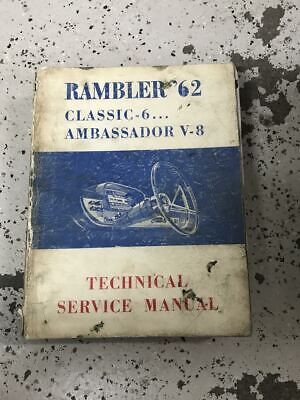 RAMBLER '62
CLASSIC-6...
AMBASSADOR V-8
TECHNICAL
SERVICE MANUAL